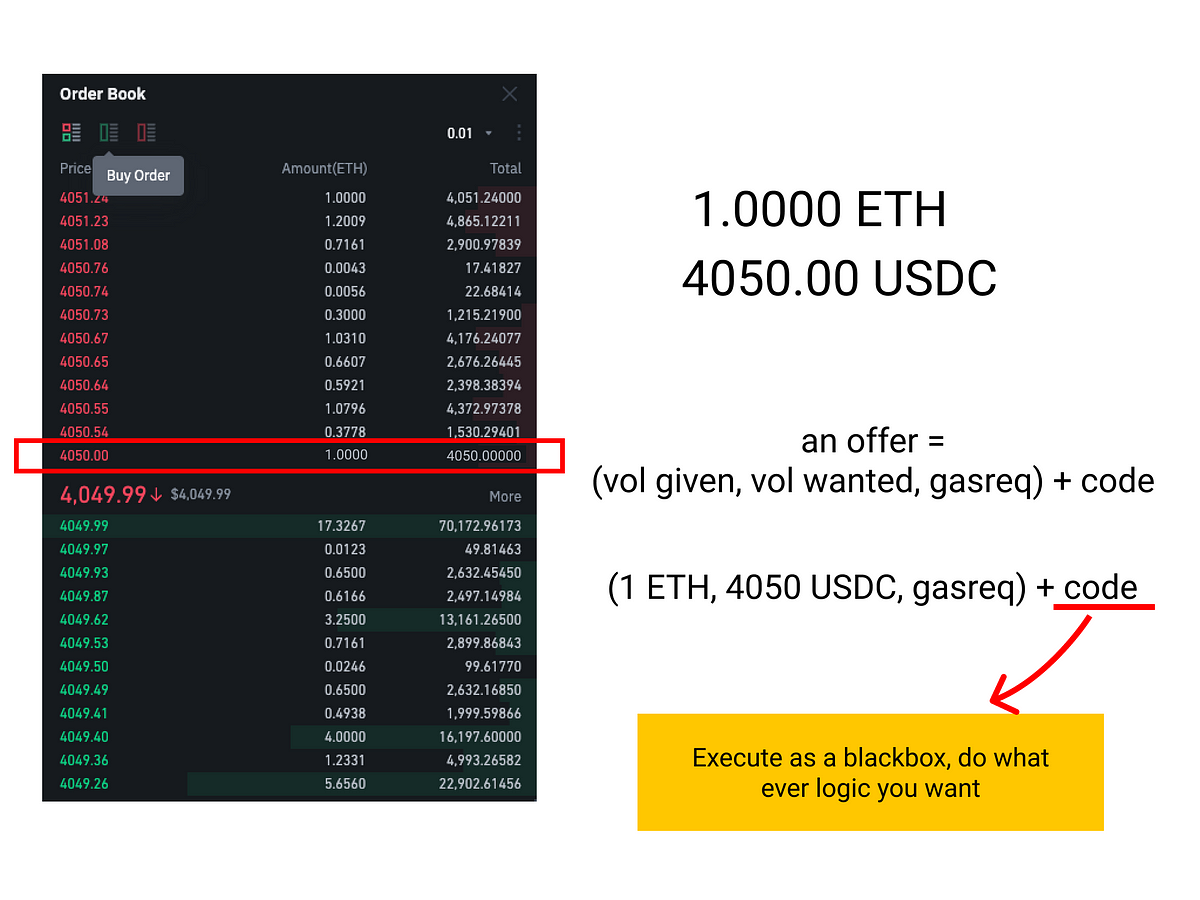 Order Book
0.01
Buy Order
Price Amount(ETH) Total
4051.24 1.0000 4,051.24000
4051.23 1.2009 4,865.12211
4051.08 0.7161 2,900.97839
4050.76 0.0043 17.41827
4050.74 0.0056 22.68414
4050.73 0.3000 1,215.21900
4050.67 1.0310 4,176.24077
4050.65 0.6607 2,676.26445
4050.64 0.5921 2,398.38394
4050.55 1.0796 4,372.97378
4050.54 0.3778 1,530.29401
4050.00 1.0000 4050.00000
4,049.99↓ $4,049.99 More
4049.99 17.3267 70,172.96173
4049.97 0.0123 49.81463
4049.93 0.6500 2,632.45450
4049.87 0.6166 2,497.14984
4049.62 3.2500 13,161.26500
4049.53 0.7161 2,899.86843
4049.50 0.0246 99.61770
4049.49 0.6500 2,632.16850
4049.41 0.4938 1,999.59866
4049.40 4.0000 16,197.60000
4049.36 1.2331 4,993.26582
4049.26 5.6560 22,902.61456
1.0000 ETH
4050.00 USDC
an offer =
(vol given, vol wanted, gasreq) + code
(1 ETH, 4050 USDC, gasreq) + code
Execute as a blackbox, do what
ever logic you want